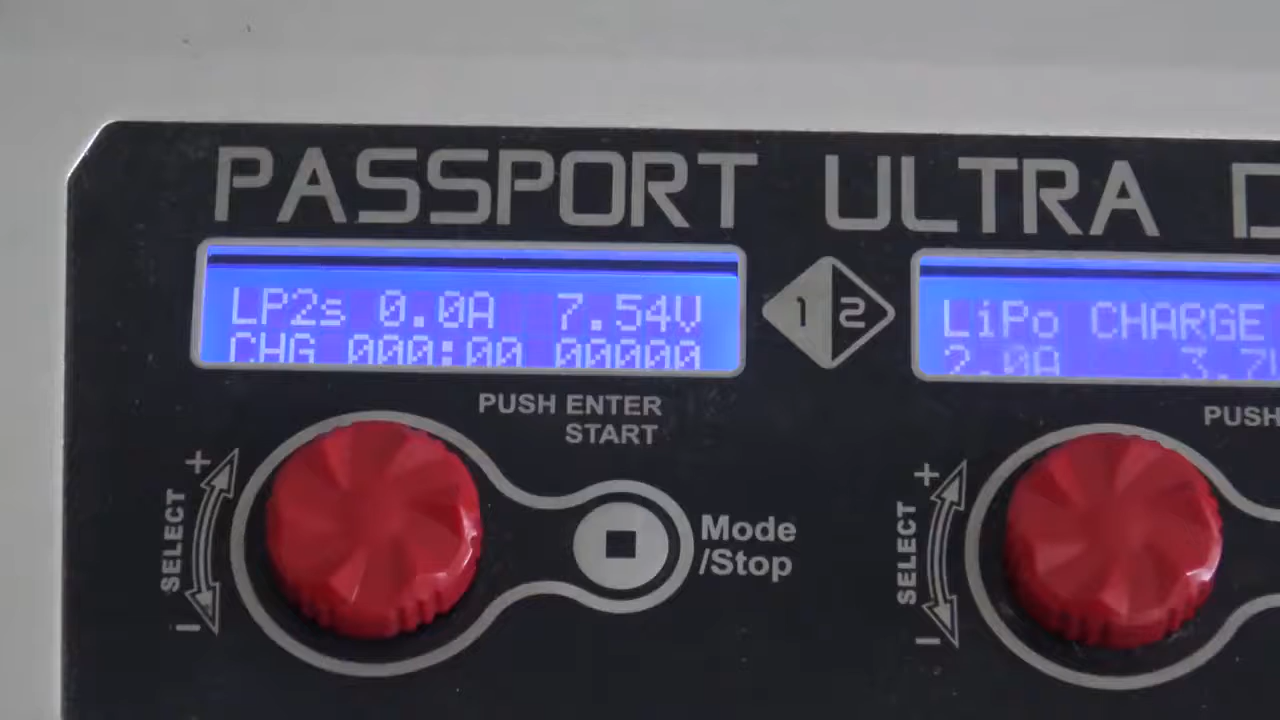 PASSPORT ULTRA
LP2s 0.0A 7.54V
CHG 000:00 00000
1 2
LiPo CHARGE
2.0A 3.7V
PUSH ENTER
START
PUSH
+
SELECT
-
Mode
/Stop
+
SELECT
-